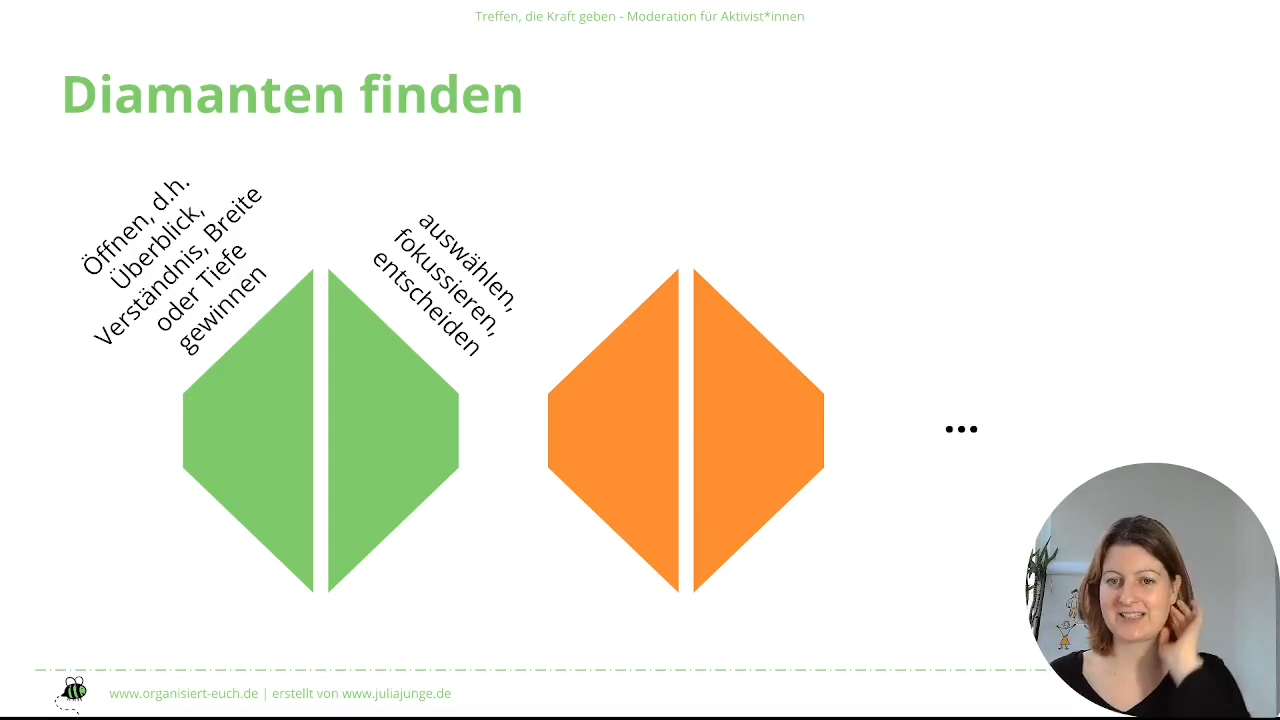 Treffen, die Kraft geben - Moderation für Aktivist*innen
Diamanten finden
Öffnen, d.h.
Überblick,
Verständnis, Breite
oder Tiefe
gewinnen
auswählen,
fokussieren,
entscheiden
...
www.organisiert-euch.de | erstellt von www.juliajunge.de